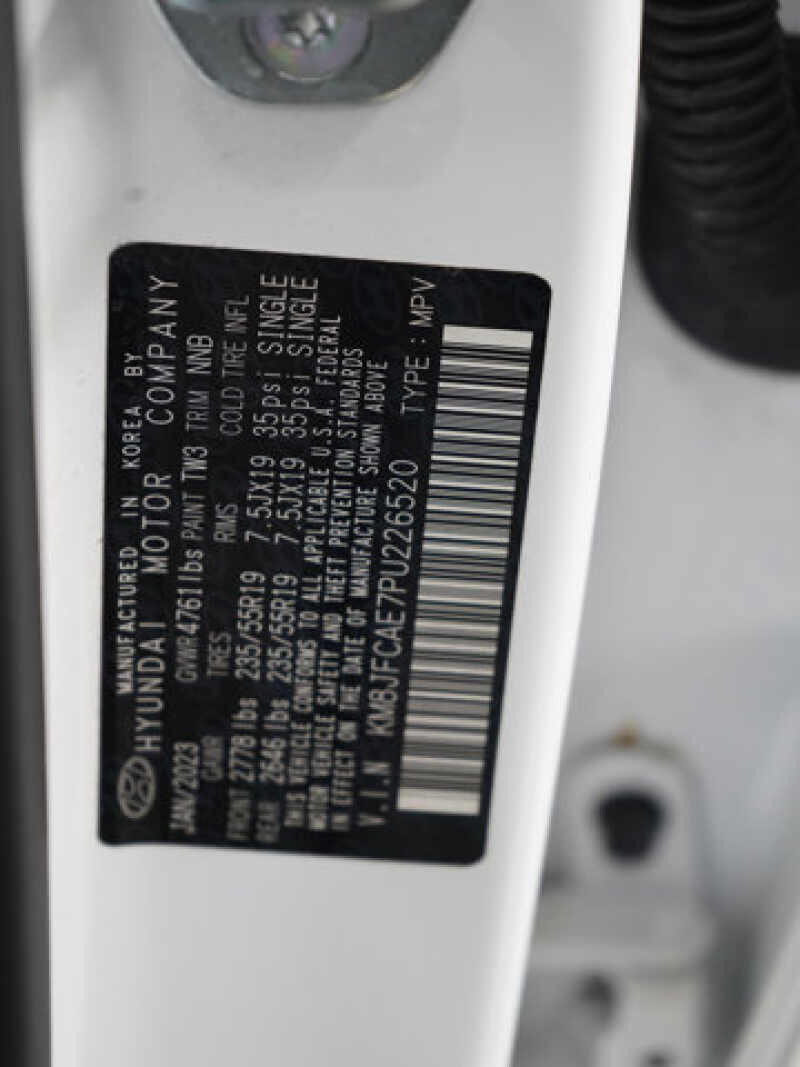 MANUFACTURED IN KOREA BY
HYUNDAI MOTOR COMPANY
JAN/2023 GVWR 4761lbs PAINT TW3 TRIM NNB
GAWR TIRES RIMS COLD TIRE INFL
FRONT 2778 lbs 235/55R19 7.5JX19 35psi SINGLE
REAR 2646 lbs 235/55R19 7.5JX19 35psi SINGLE
THIS VEHICLE CONFORMS TO ALL APPLICABLE U.S.A. FEDERAL
MOTOR VEHICLE SAFETY AND THEFT PREVENTION STANDARDS
IN EFFECT ON THE DATE OF MANUFACTURE SHOWN ABOVE
V.I.N KM8JFCAE7PU226520 TYPE : MPV